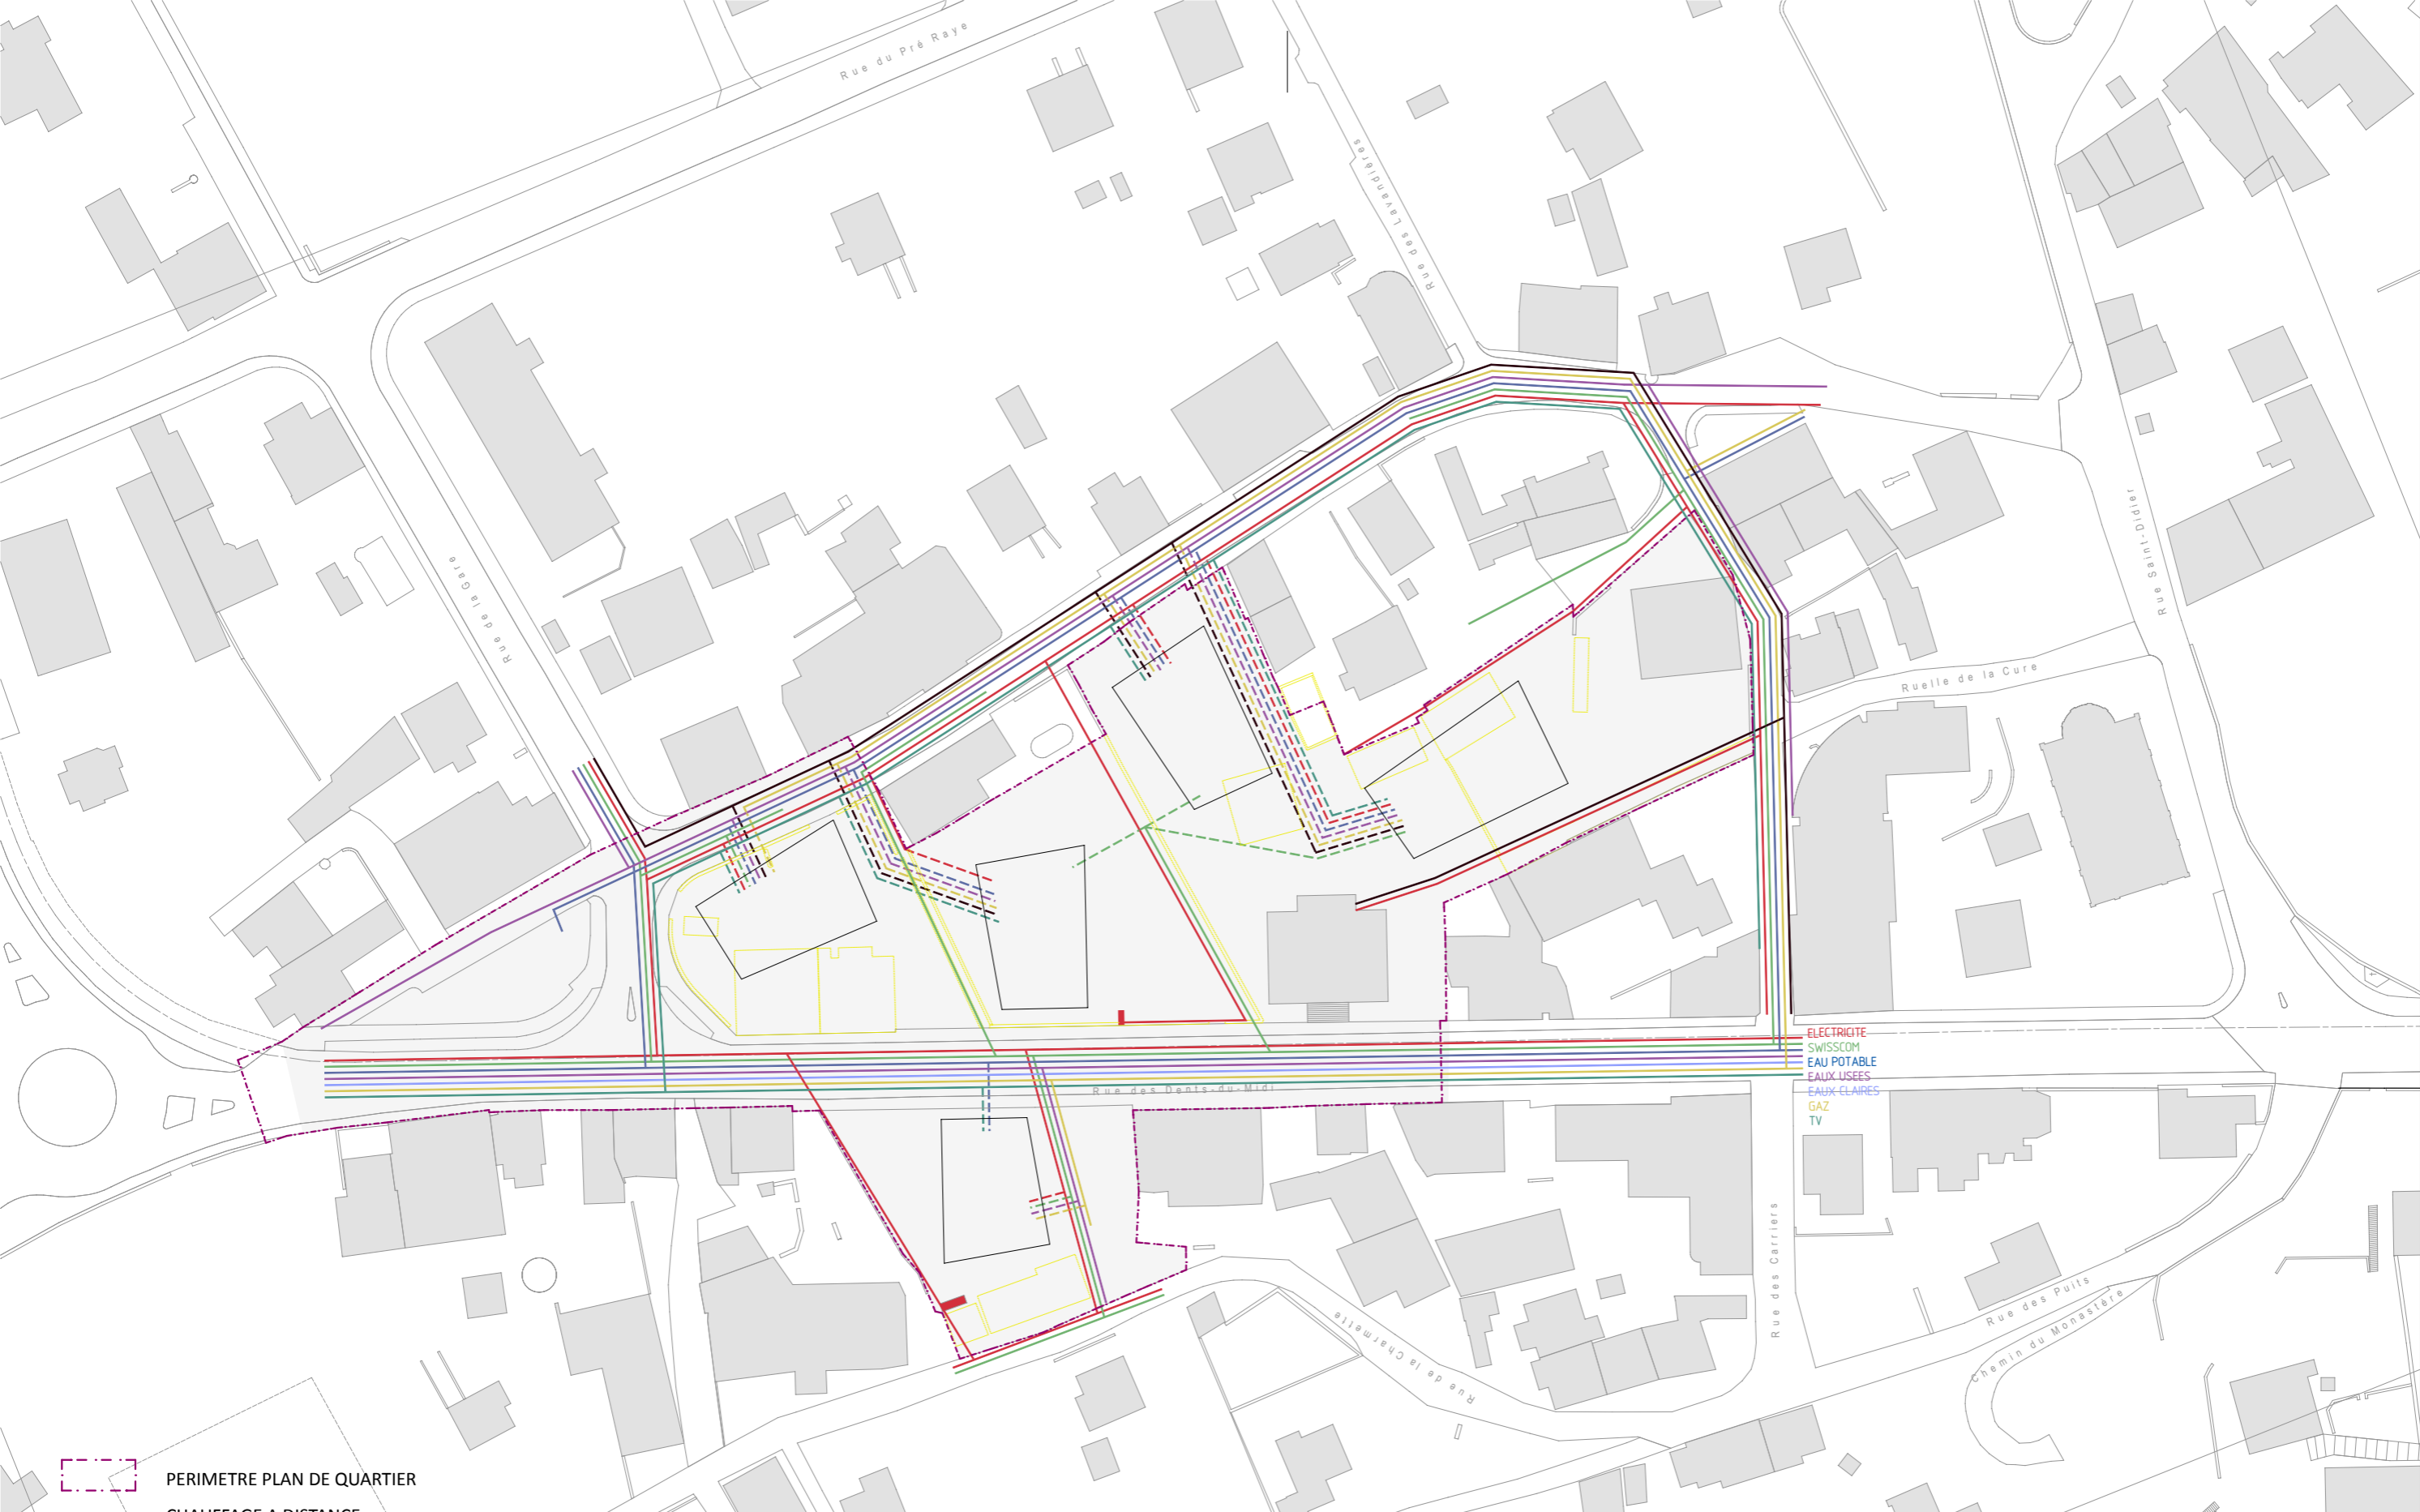 Rue du Pré Raye
Rue des Lavandières
Rue de la Gare
Rue Saint-Didier
Ruelle de la Cure
ELECTRICITE
SWISSCOM
EAU POTABLE
EAUX USEES
EAUX CLAIRES
GAZ
TV
Rue des Dents-du-Midi
Rue des Carriers
Rue des Puits
Chemin du Monastère
Rue de la Charmette
PERIMETRE PLAN DE QUARTIER
CHAUFFAGE A DISTANCE